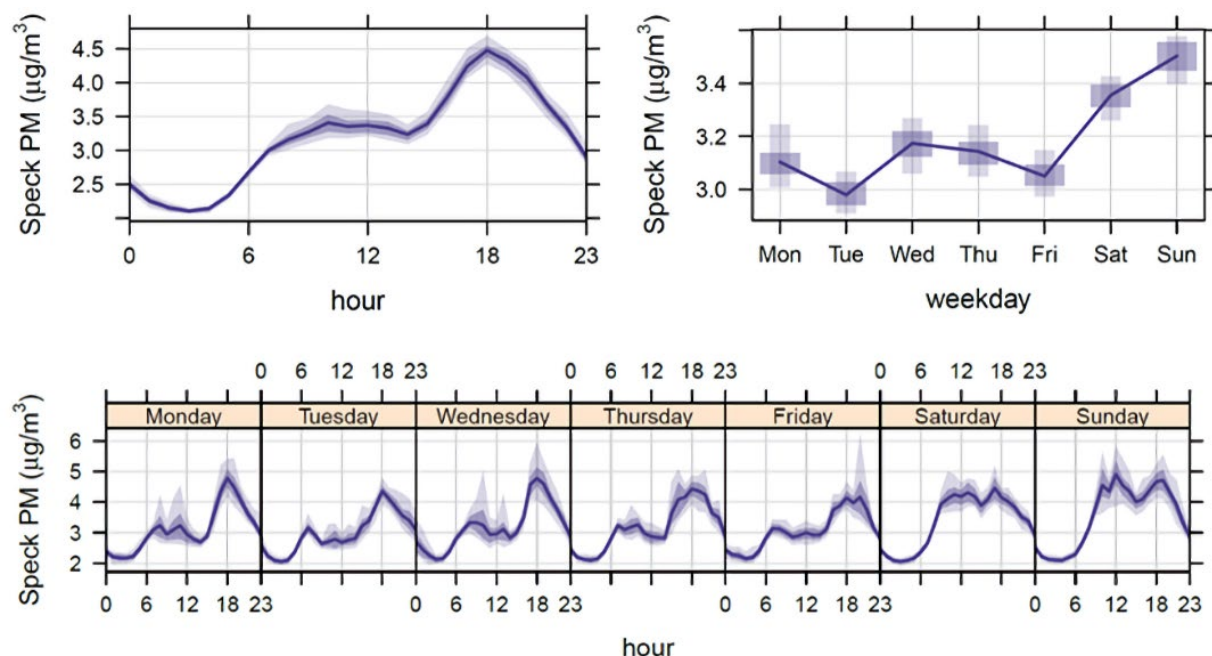 Speck PM (μg/m³)
4.5
4.0
3.5
3.0
2.5
0 6 12 18 23
hour
Speck PM (μg/m³)
3.4
3.2
3.0
Mon Tue Wed Thu Fri Sat Sun
weekday
0 6 12 18 23 0 6 12 18 23 0 6 12 18 23
Monday Tuesday Wednesday Thursday Friday Saturday Sunday
Speck PM (μg/m³)
6
5
4
3
2
0 6 12 18 23 0 6 12 18 23 0 6 12 18 23 0 6 12 18 23
hour